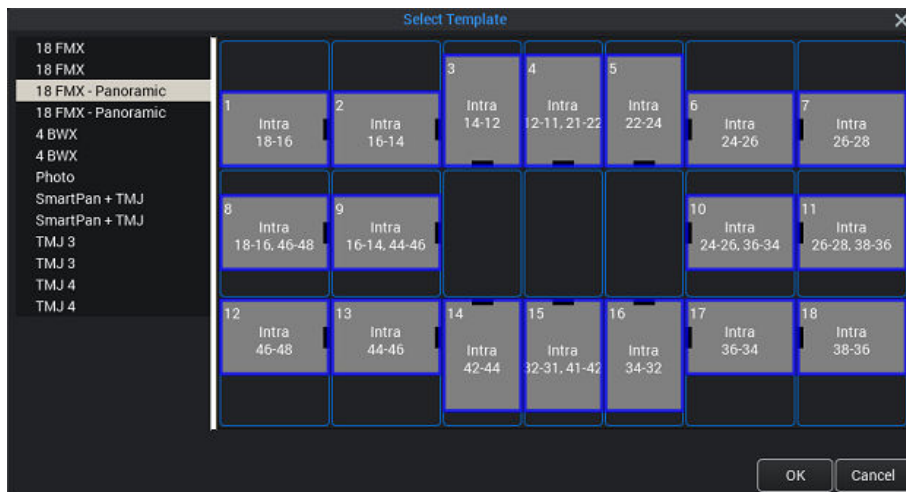 Select Template
18 FMX
18 FMX
18 FMX - Panoramic
18 FMX - Panoramic
4 BWX
4 BWX
Photo
SmartPan + TMJ
SmartPan + TMJ
TMJ 3
TMJ 3
TMJ 4
TMJ 4
1
Intra
18-16
2
Intra
16-14
3
Intra
14-12
4
Intra
12-11, 21-22
5
Intra
22-24
6
Intra
24-26
7
Intra
26-28
8
Intra
18-16, 46-48
9
Intra
16-14, 44-46
10
Intra
24-26, 36-34
11
Intra
26-28, 38-36
12
Intra
46-48
13
Intra
44-46
14
Intra
42-44
15
Intra
32-31, 41-42
16
Intra
34-32
17
Intra
36-34
18
Intra
38-36
OK
Cancel